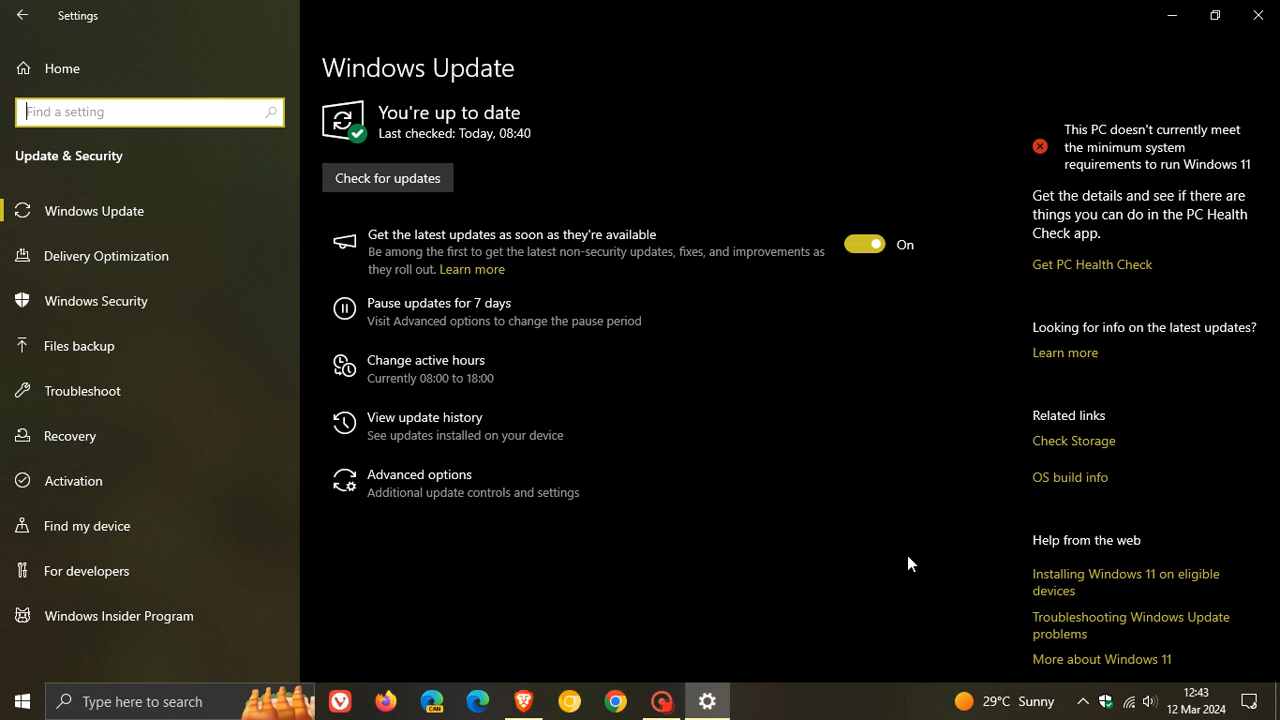 Settings
Home
Find a setting
Update & Security
Windows Update
Delivery Optimization
Windows Security
Files backup
Troubleshoot
Recovery
Activation
Find my device
For developers
Windows Insider Program
Windows Update
You're up to date
Last checked: Today, 08:40
Check for updates
Get the latest updates as soon as they're available
Be among the first to get the latest non-security updates, fixes, and improvements as
they roll out. Learn more
On
Pause updates for 7 days
Visit Advanced options to change the pause period
Change active hours
Currently 08:00 to 18:00
View update history
See updates installed on your device
Advanced options
Additional update controls and settings
This PC doesn't currently meet
the minimum system
requirements to run Windows 11
Get the details and see if there are
things you can do in the PC Health
Check app.
Get PC Health Check
Looking for info on the latest updates?
Learn more
Related links
Check Storage
OS build info
Help from the web
Installing Windows 11 on eligible
devices
Troubleshooting Windows Update
problems
More about Windows 11
Type here to search
CAN
29°C Sunny
12:43
12 Mar 2024